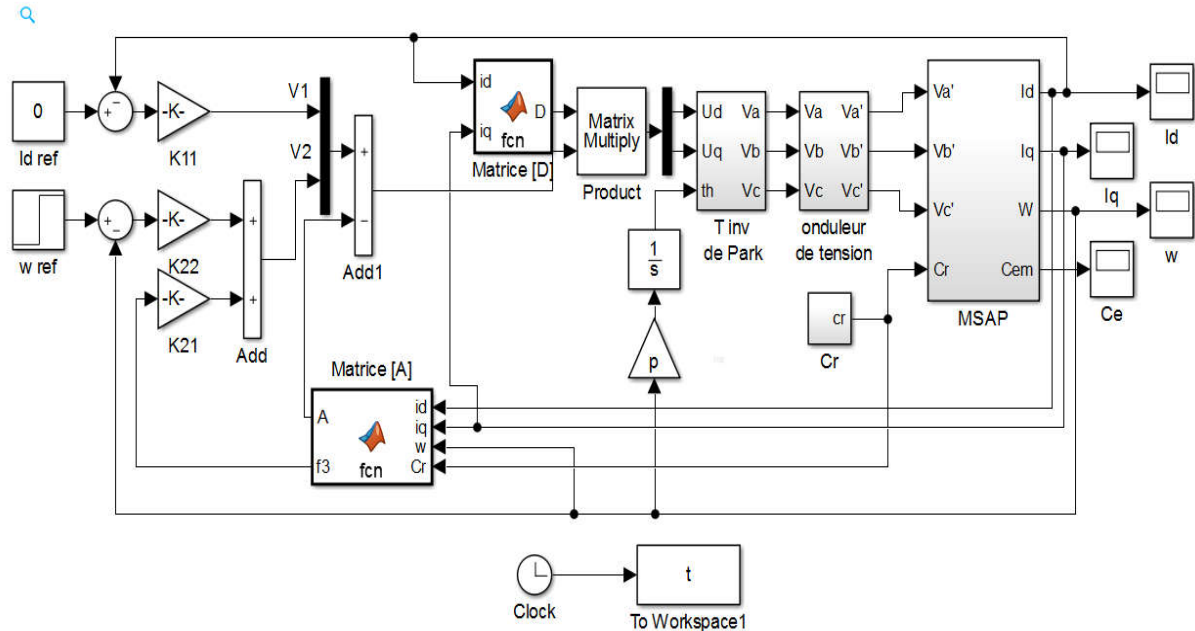 0
Id ref
-K-
K11
V1
V2
w ref
-K-
K22
-K-
K21
Add
Add1
id
iq
D
fcn
Matrice [D]
Matrix
Multiply
Product
Ud
Uq
th
Va
Vb
Vc
T inv
de Park
Va
Vb
Vc
Va'
Vb'
Vc'
onduleur
de tension
Va'
Vb'
Vc'
Cr
Id
Iq
W
Cem
MSAP
Id
Iq
w
Ce
1
s
p
cr
Cr
Matrice [A]
A
f3
fcn
id
iq
w
Cr
Clock
t
To Workspace1